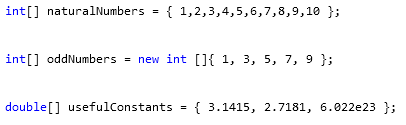 int[] naturalNumbers = { 1,2,3,4,5,6,7,8,9,10 };
int[] oddNumbers = new int []{ 1, 3, 5, 7, 9 };
double[] usefulConstants = { 3.1415, 2.7181, 6.022e23 };